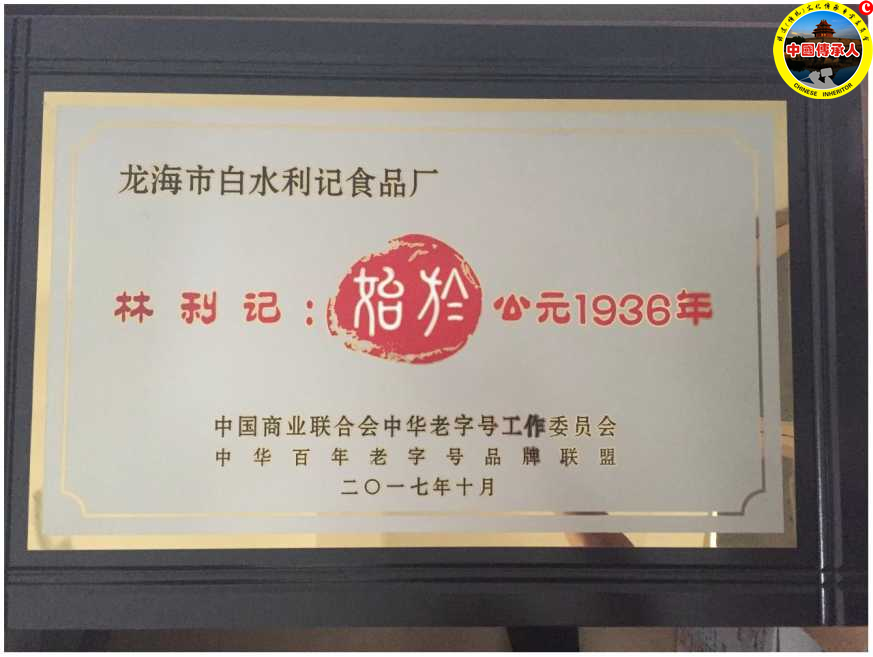 龙海市白水利记食品厂
林利记：始於公元1936年
中国商业联合会中华老字号工作委员会
中华百年老字号品牌联盟
二〇一七年十月
中國傳承人
CHINESE INHERITOR
C